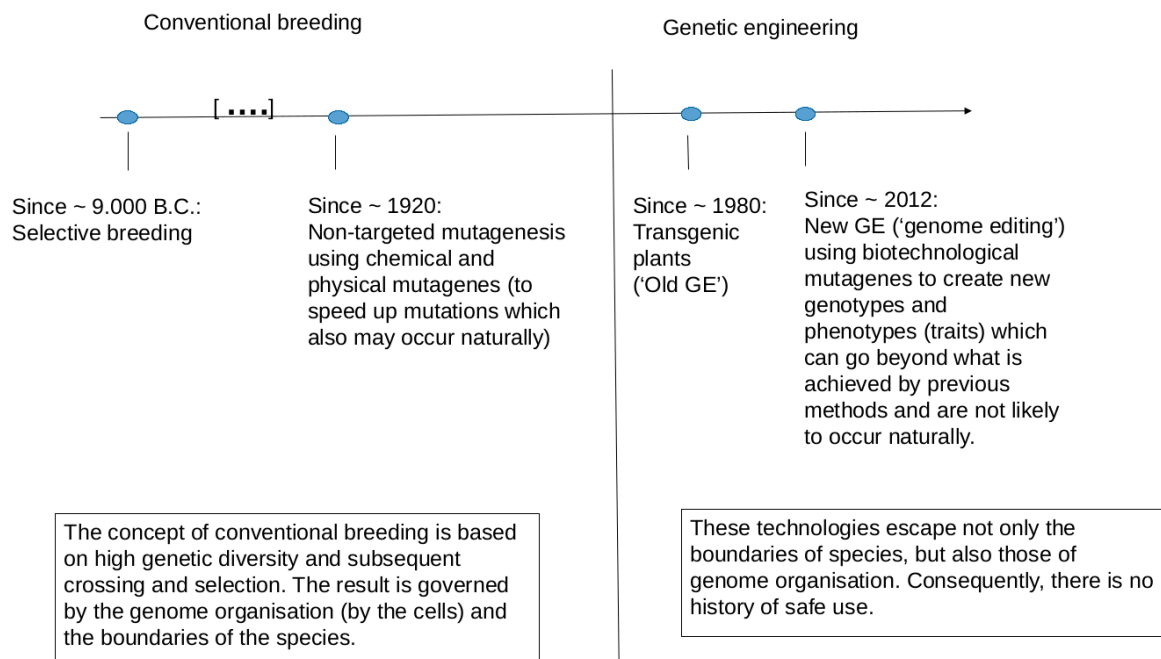 Conventional breeding
Genetic engineering
[ ....]
Since ~ 9.000 B.C.:
Selective breeding
Since ~ 1920:
Non-targeted mutagenesis
using chemical and
physical mutagenes (to
speed up mutations which
also may occur naturally)
Since ~ 1980:
Transgenic
plants
(‘Old GE’)
Since ~ 2012:
New GE (‘genome editing’)
using biotechnological
mutagenes to create new
genotypes and
phenotypes (traits) which
can go beyond what is
achieved by previous
methods and are not likely
to occur naturally.
The concept of conventional breeding is based
on high genetic diversity and subsequent
crossing and selection. The result is governed
by the genome organisation (by the cells) and
the boundaries of the species.
These technologies escape not only the
boundaries of species, but also those of
genome organisation. Consequently, there is no
history of safe use.